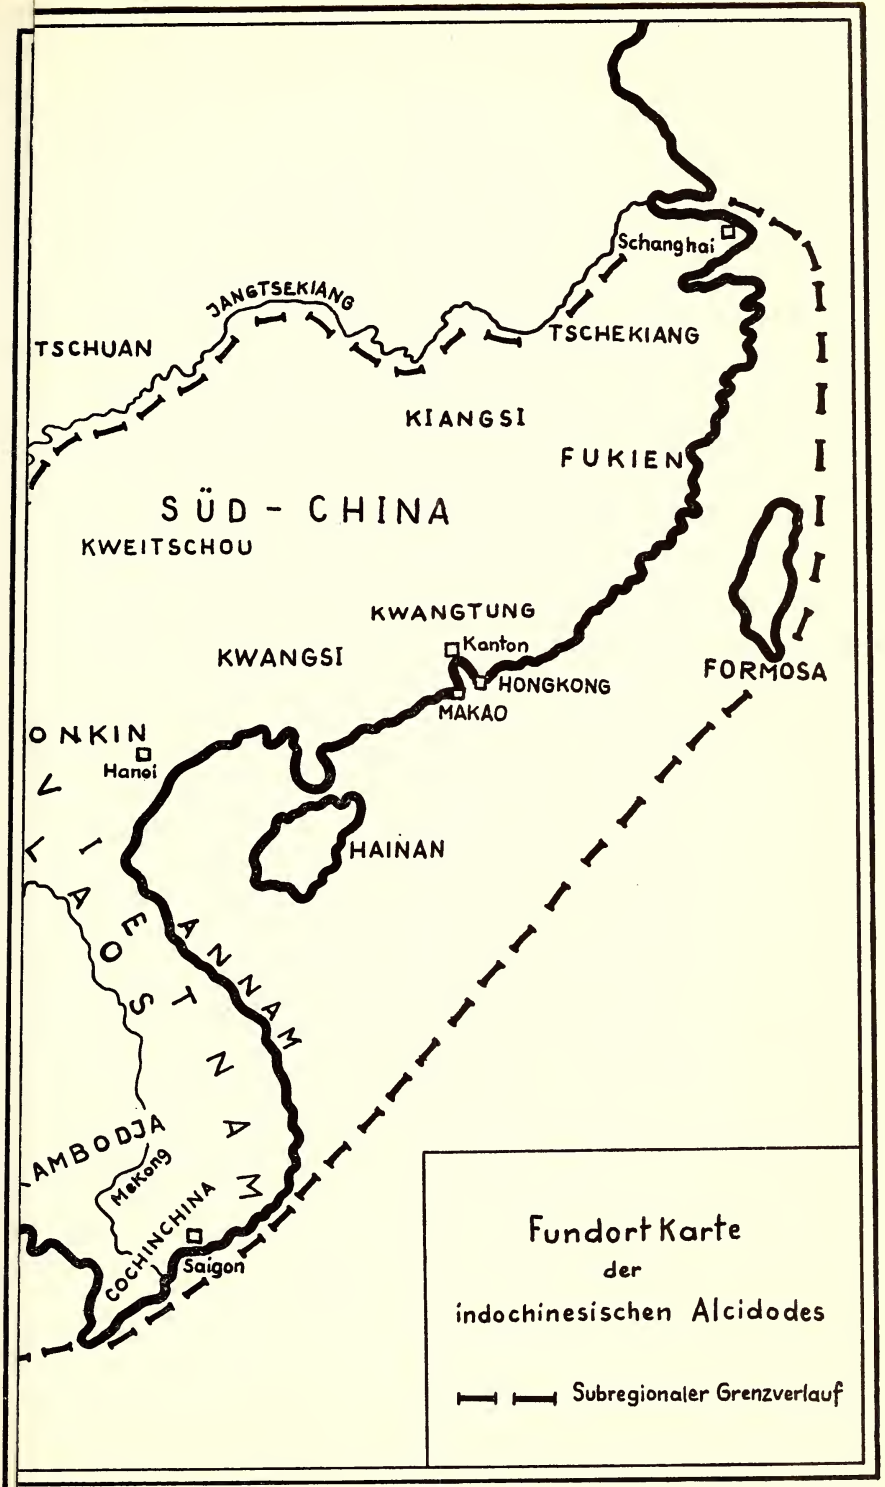 Schanghai
JANGTSEKIANG
TSCHUAN
TSCHEKIANG
KIANGSI
FUKIEN
SÜD - CHINA
KWEITSCHOU
KWANGTUNG
Kanton
KWANGSI
FORMOSA
HONGKONG
MAKAO
ONKIN
Hanoi
HAINAN
VIETNAM
LAOS
ANNAM
AMBODJA
Mekong
COCHINCHINA
Saigon
Fundort Karte
der
indochinesischen Alcidodes
Subregionaler Grenzverlauf